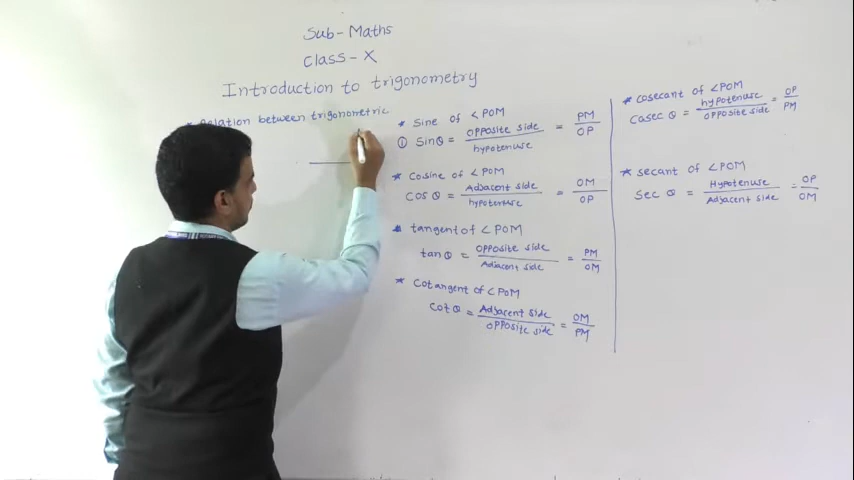 Sub- Maths
Class- X
Introduction to trigonometry
* Relation between trigonometric
* Sine of ∠POM
① Sinθ = Opposite side / hypotenuse = PM / OP
* Cosine of ∠POM
Cos θ = Adjacent side / hypotenuse = OM / OP
* tangent of ∠POM
tanθ = Opposite side / Adjacent side = PM / OM
* Cotangent of ∠POM
Cot θ = Adjacent side / opposite side = OM / PM
* cosecant of ∠POM
Casec θ = hypotenuse / opposite side = OP / PM
* secant of ∠POM
Sec θ = Hypotenuse / Adjacent side = OP / OM